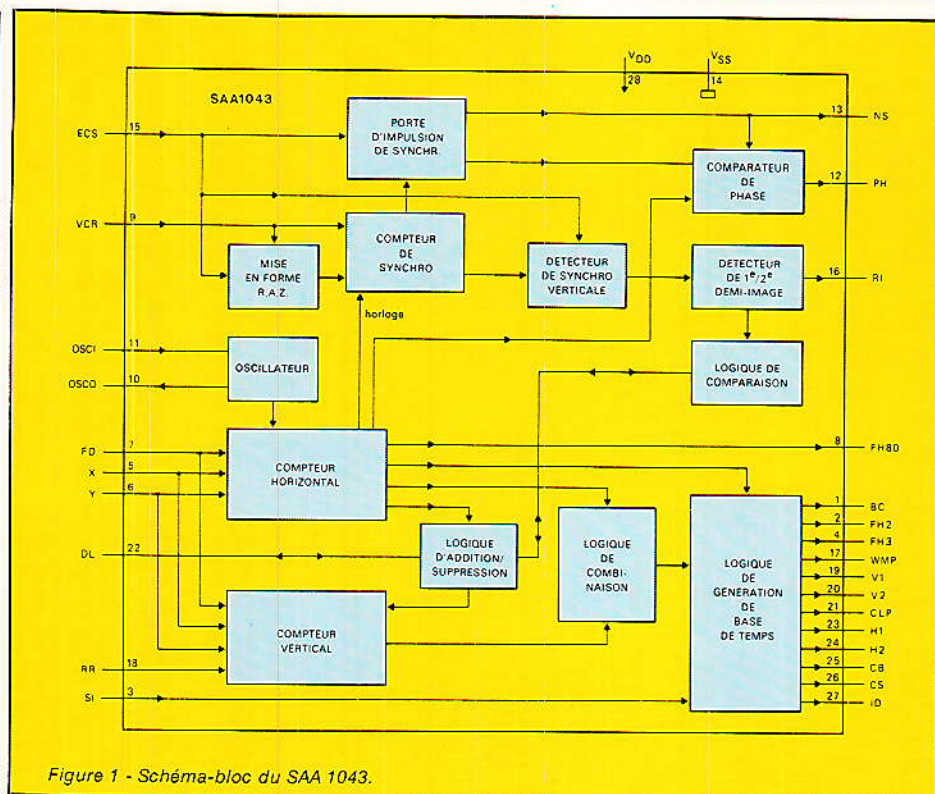 VDD
VSS
28
14
SAA1043
ECS
15
PORTE
D'IMPULSION
DE SYNCHR.
13
NS
COMPARATEUR
DE
PHASE
12
PH
VCR
9
COMPTEUR
DE
SYNCHRO
MISE
EN FORME
R.A.Z.
DETECTEUR
DE SYNCHRO
VERTICALE
DETECTEUR
DE 1e/2e
DEMI-IMAGE
16
RI
horloge
OSCI
11
OSCILLATEUR
OSCO
10
LOGIQUE DE
COMPARAISON
FD
7
X
5
Y
6
COMPTEUR
HORIZONTAL
8
FH80
DL
22
LOGIQUE
D'ADDITION/
SUPPRESSION
LOGIQUE
DE
COMBI-
NAISON
LOGIQUE
DE
GENERATION
DE
BASE
DE TEMPS
COMPTEUR
VERTICAL
RR
18
SI
3
1
BC
2
FH2
4
FH3
17
WMP
19
V1
20
V2
21
CLP
23
H1
24
H2
25
CB
26
CS
27
ID
Figure 1 - Schéma-bloc du SAA 1043.